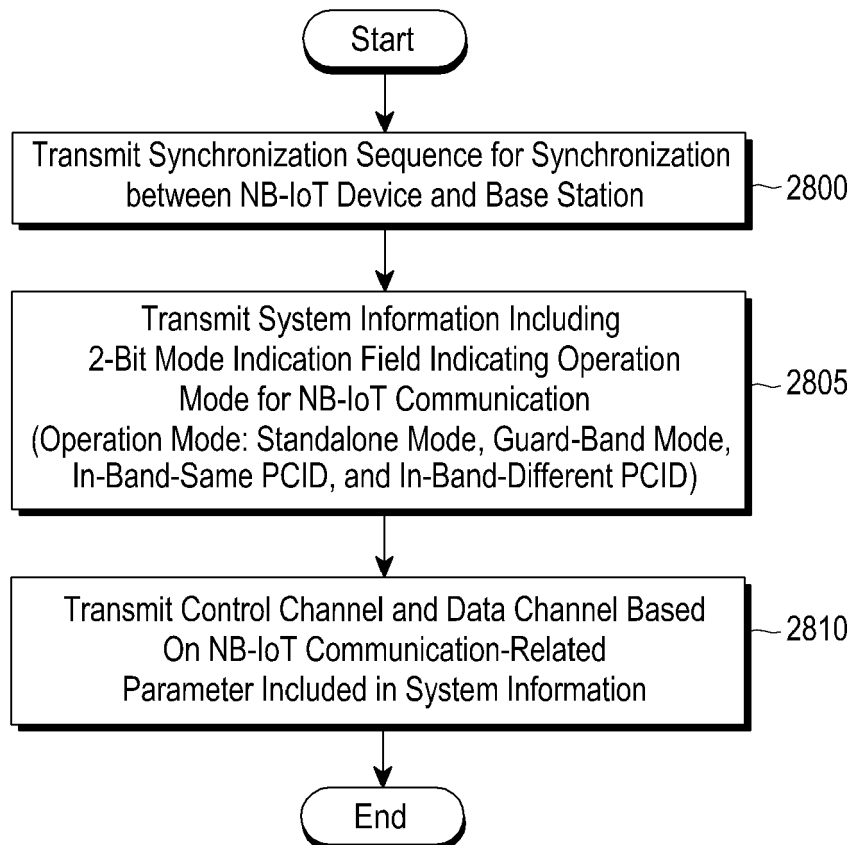 Start
Transmit Synchronization Sequence for Synchronization
between NB-IoT Device and Base Station
2800
Transmit System Information Including
2-Bit Mode Indication Field Indicating Operation
Mode for NB-IoT Communication
(Operation Mode: Standalone Mode, Guard-Band Mode,
In-Band-Same PCID, and In-Band-Different PCID)
2805
Transmit Control Channel and Data Channel Based
On NB-IoT Communication-Related
Parameter Included in System Information
2810
End